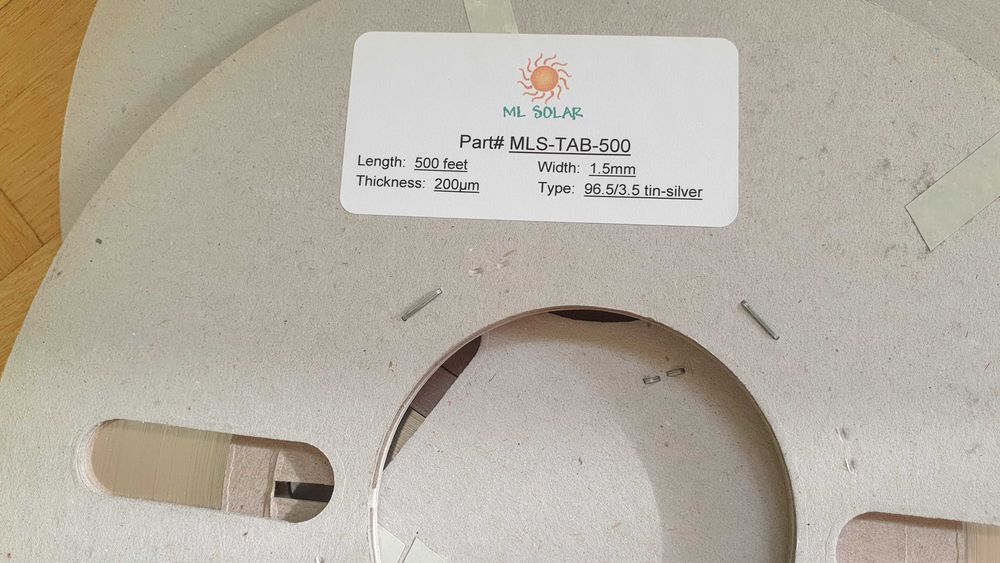 ML SOLAR
Part# MLS-TAB-500
Length: 500 feet Width: 1.5mm
Thickness: 200µm Type: 96.5/3.5 tin-silver